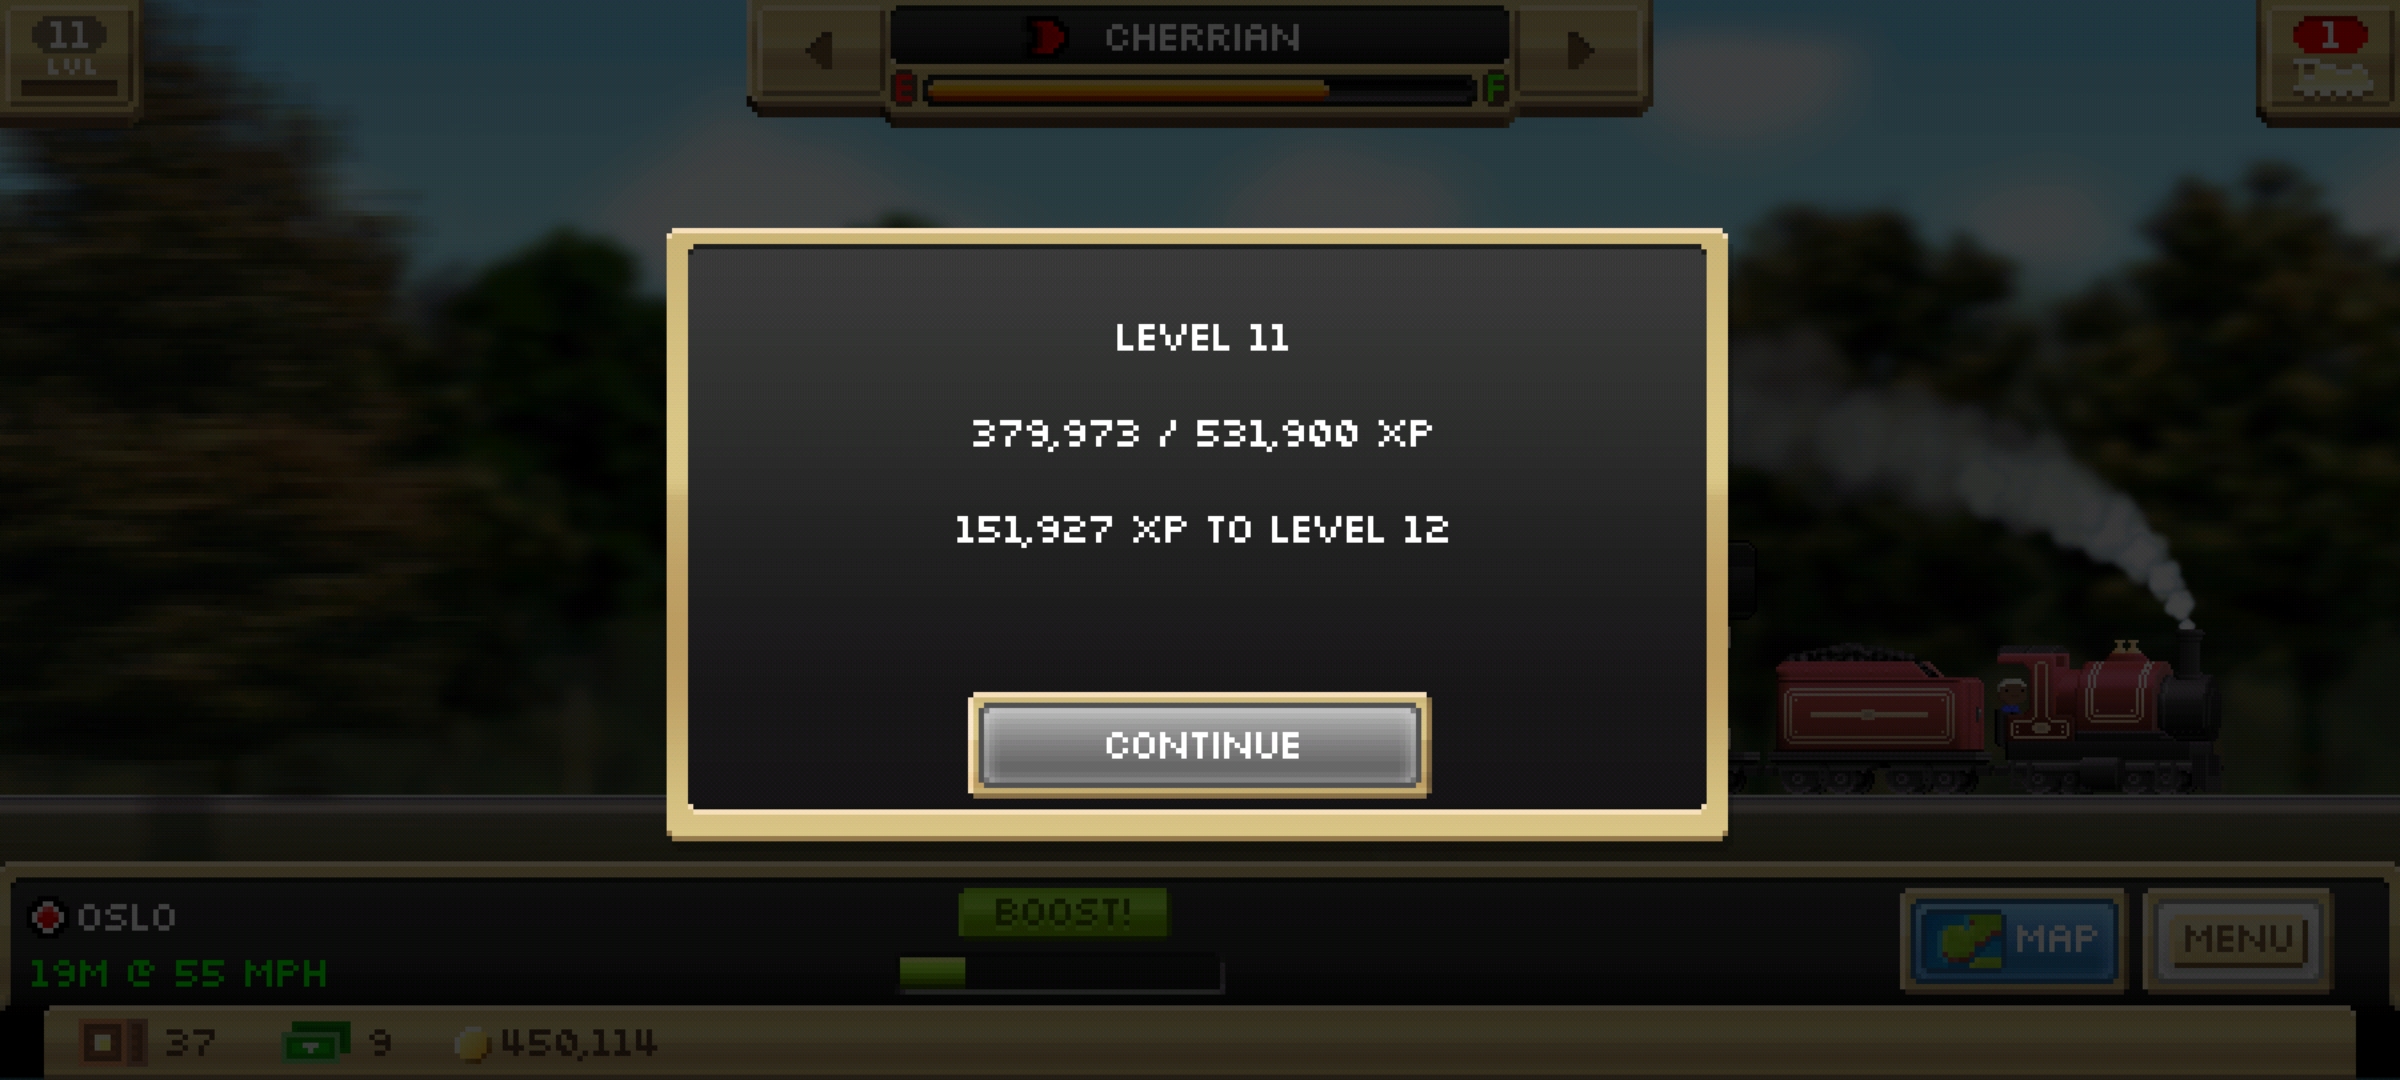 11
LVL
CHERRIAN
E
F
1
LEVEL 11
379,973 / 531,900 XP
151,927 XP TO LEVEL 12
CONTINUE
OSLO
19M @ 55 MPH
BOOST!
MAP
MENU
37
9
450,114